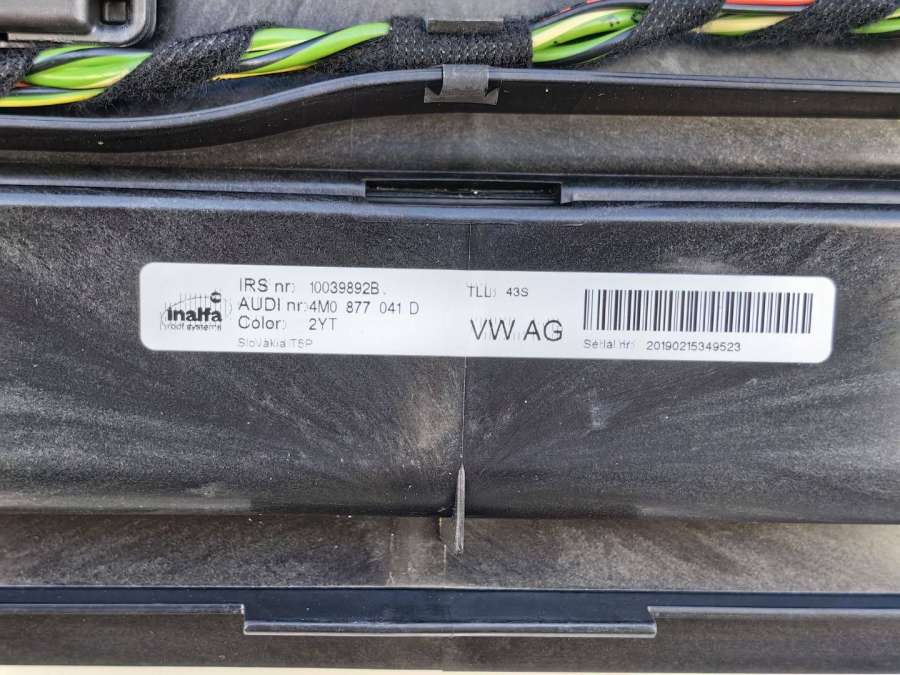 inalfa
roof systems
IRS nr: 10039892B.
AUDI nr:4M0 877 041 D
Color: 2YT
Slovakia TSP
TLL: 43S
VW AG
Serial nr: 20190215349523